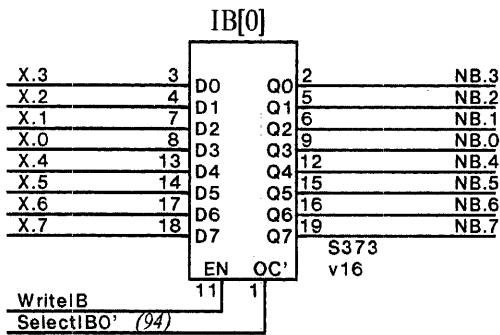 IB[0]
X.3 3 D0 Q0 2 NB.3
X.2 4 D1 Q1 5 NB.2
X.1 7 D2 Q2 6 NB.1
X.0 8 D3 Q3 9 NB.0
X.4 13 D4 Q4 12 NB.4
X.5 14 D5 Q5 15 NB.5
X.6 17 D6 Q6 16 NB.6
X.7 18 D7 Q7 19 NB.7
S373
EN OC' v16
11 1
WriteIB
SelectIB0' (94)